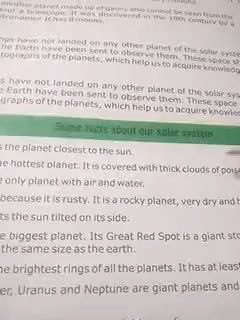 another planet made up of gases also cannot be seen from the
out a telescope. It was discovered in the 19th century by a
stronomer. It has 8 moons.
ngs have not landed on any other planet of the solar syste
the Earth have been sent to observe them. These space sh
tographs of the planets, which help us to acquire knowledg
s have not landed on any other planet of the solar sys
e Earth have been sent to observe them. These space
graphs of the planets, which help us to acquire knowle
Some facts about our solar system
s the planet closest to the sun.
he hottest planet. It is covered with thick clouds of pois
e only planet with air and water.
because it is rusty. It is a rocky planet, very dry and
ts the sun tilted on its side.
e biggest planet. Its Great Red Spot is a giant sto
the same size as the earth.
he brightest rings of all the planets. It has at least
er, Uranus and Neptune are giant planets and